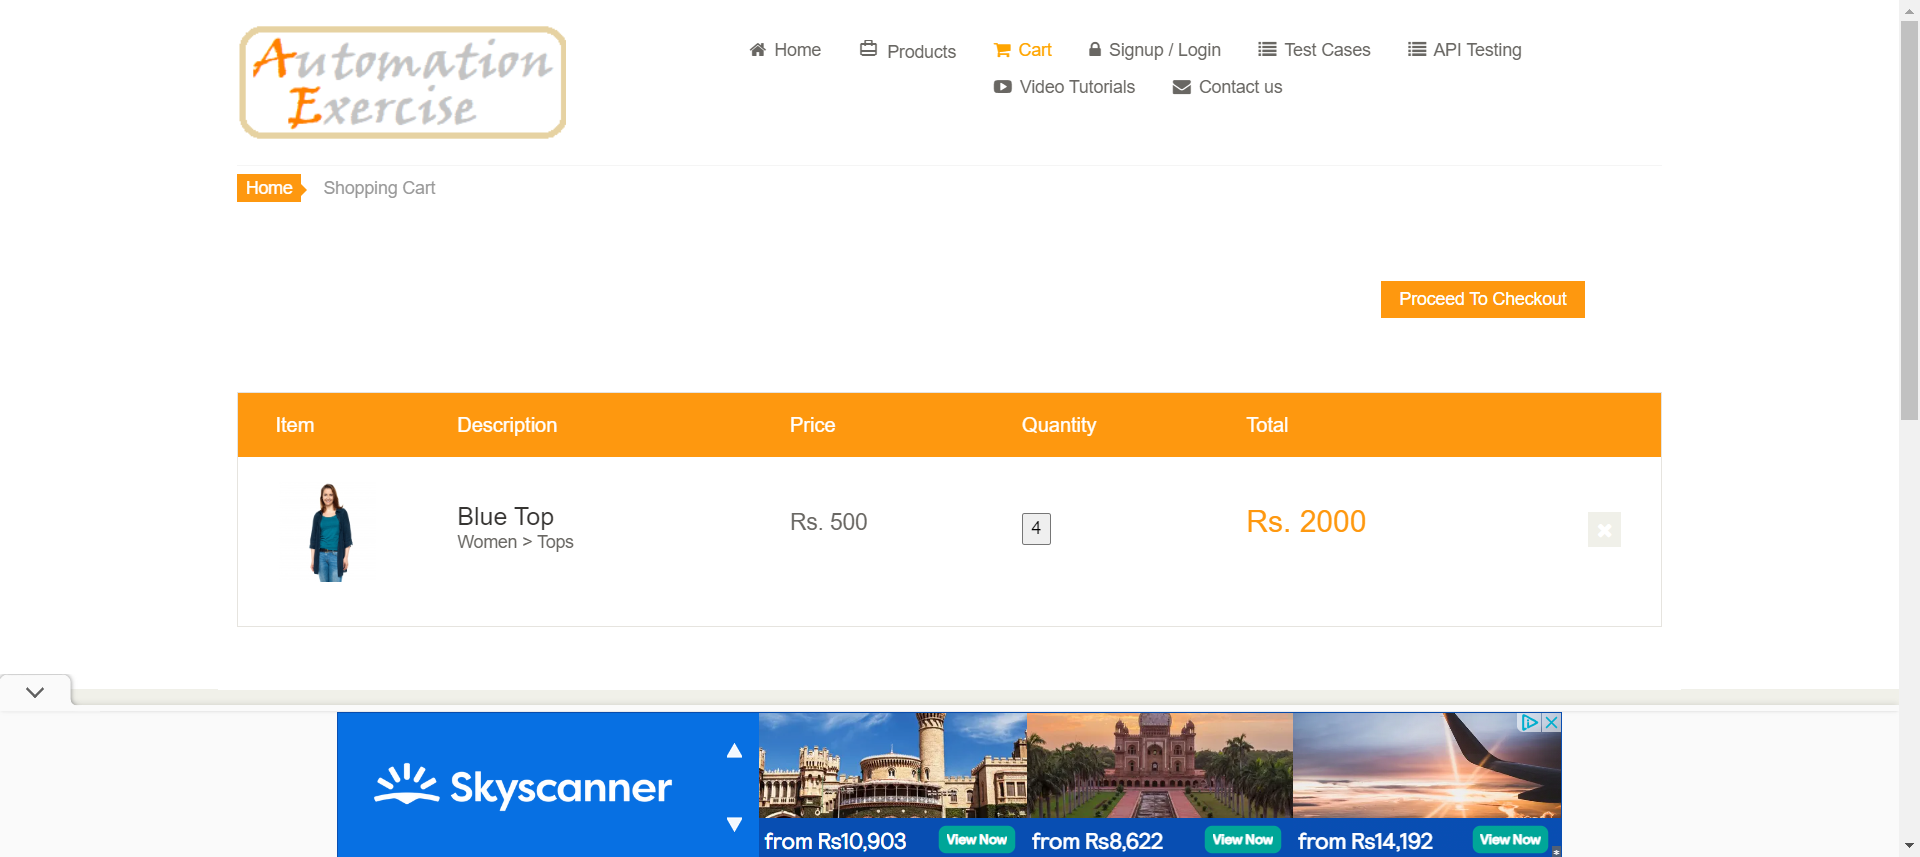 Automation
Exercise
Home
Products
Cart
Signup / Login
Test Cases
API Testing
Video Tutorials
Contact us
Home
Shopping Cart
Proceed To Checkout
Item Description Price Quantity Total
Blue Top
Women > Tops
Rs. 500
4
Rs. 2000
Skyscanner
from Rs10,903
View Now
from Rs8,622
View Now
from Rs14,192
View Now